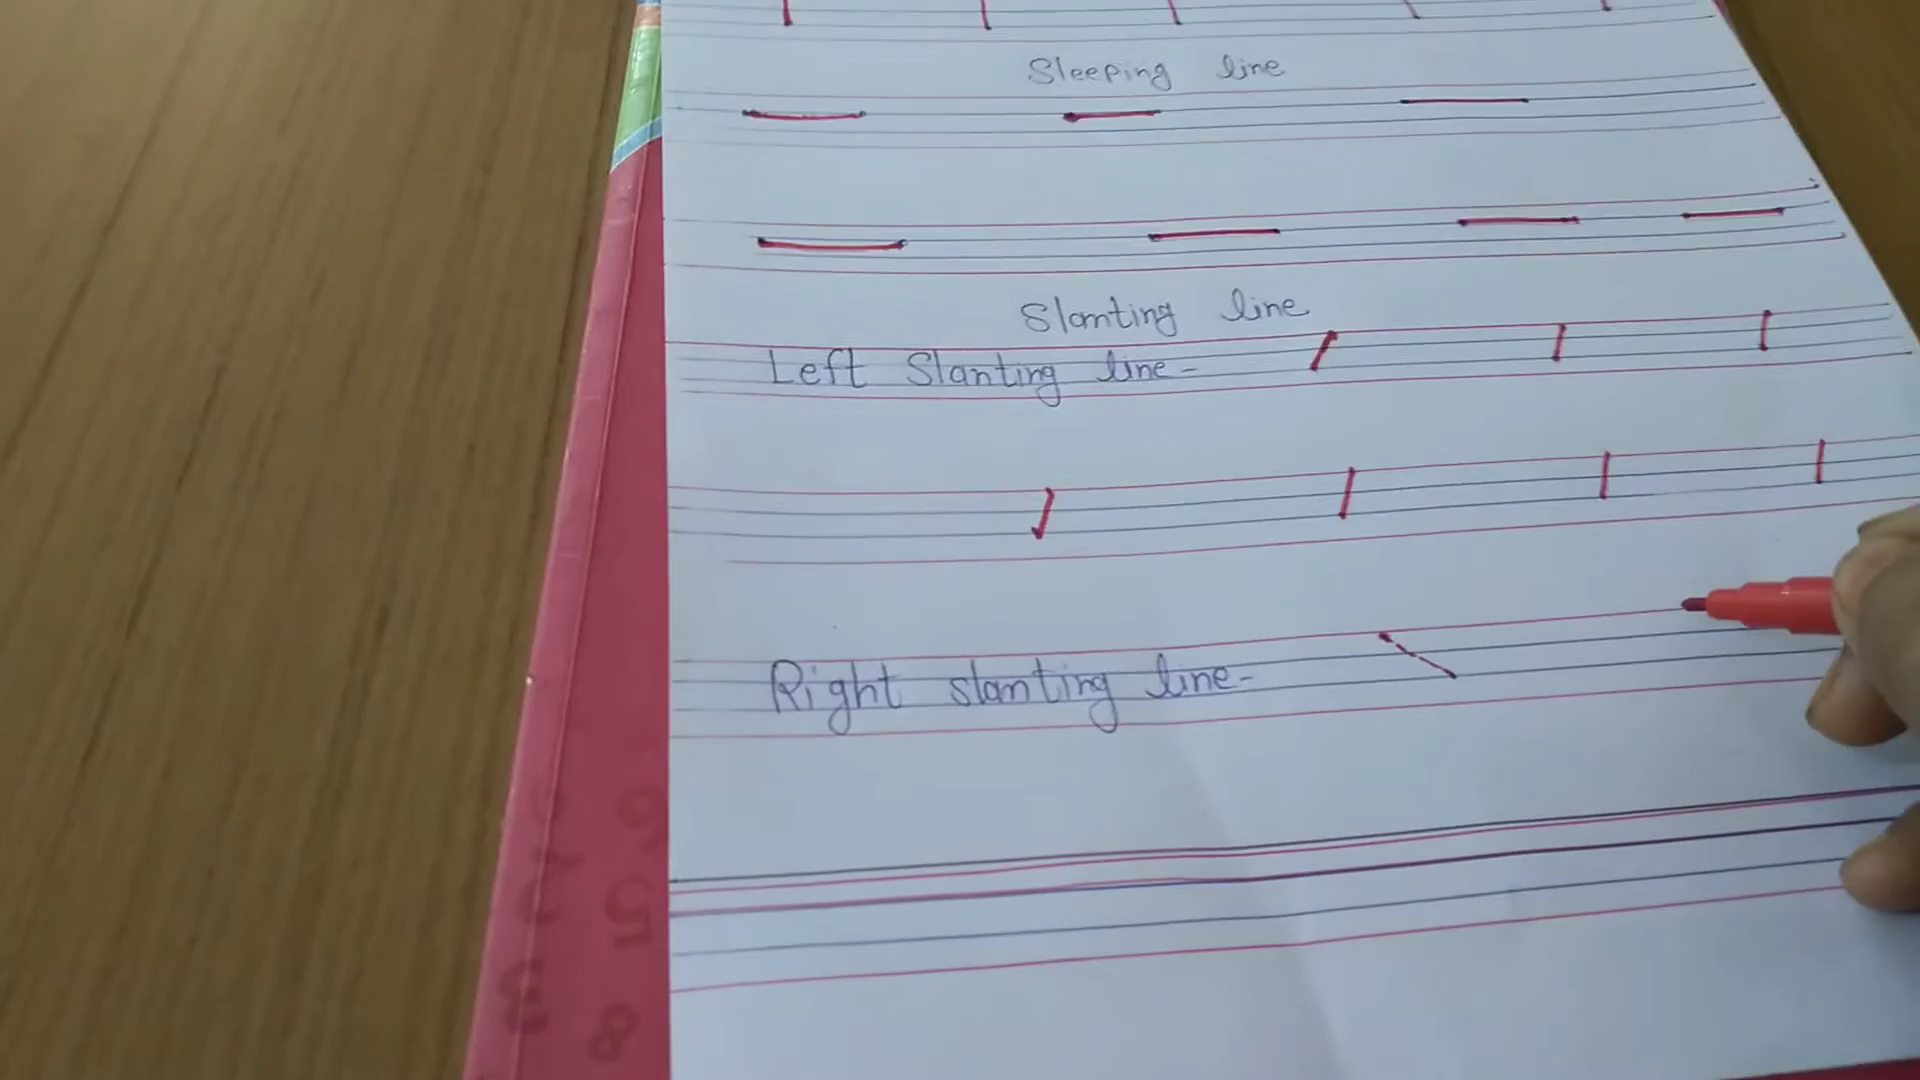 Sleeping line
Slanting line
Left Slanting line-
Right slanting line-